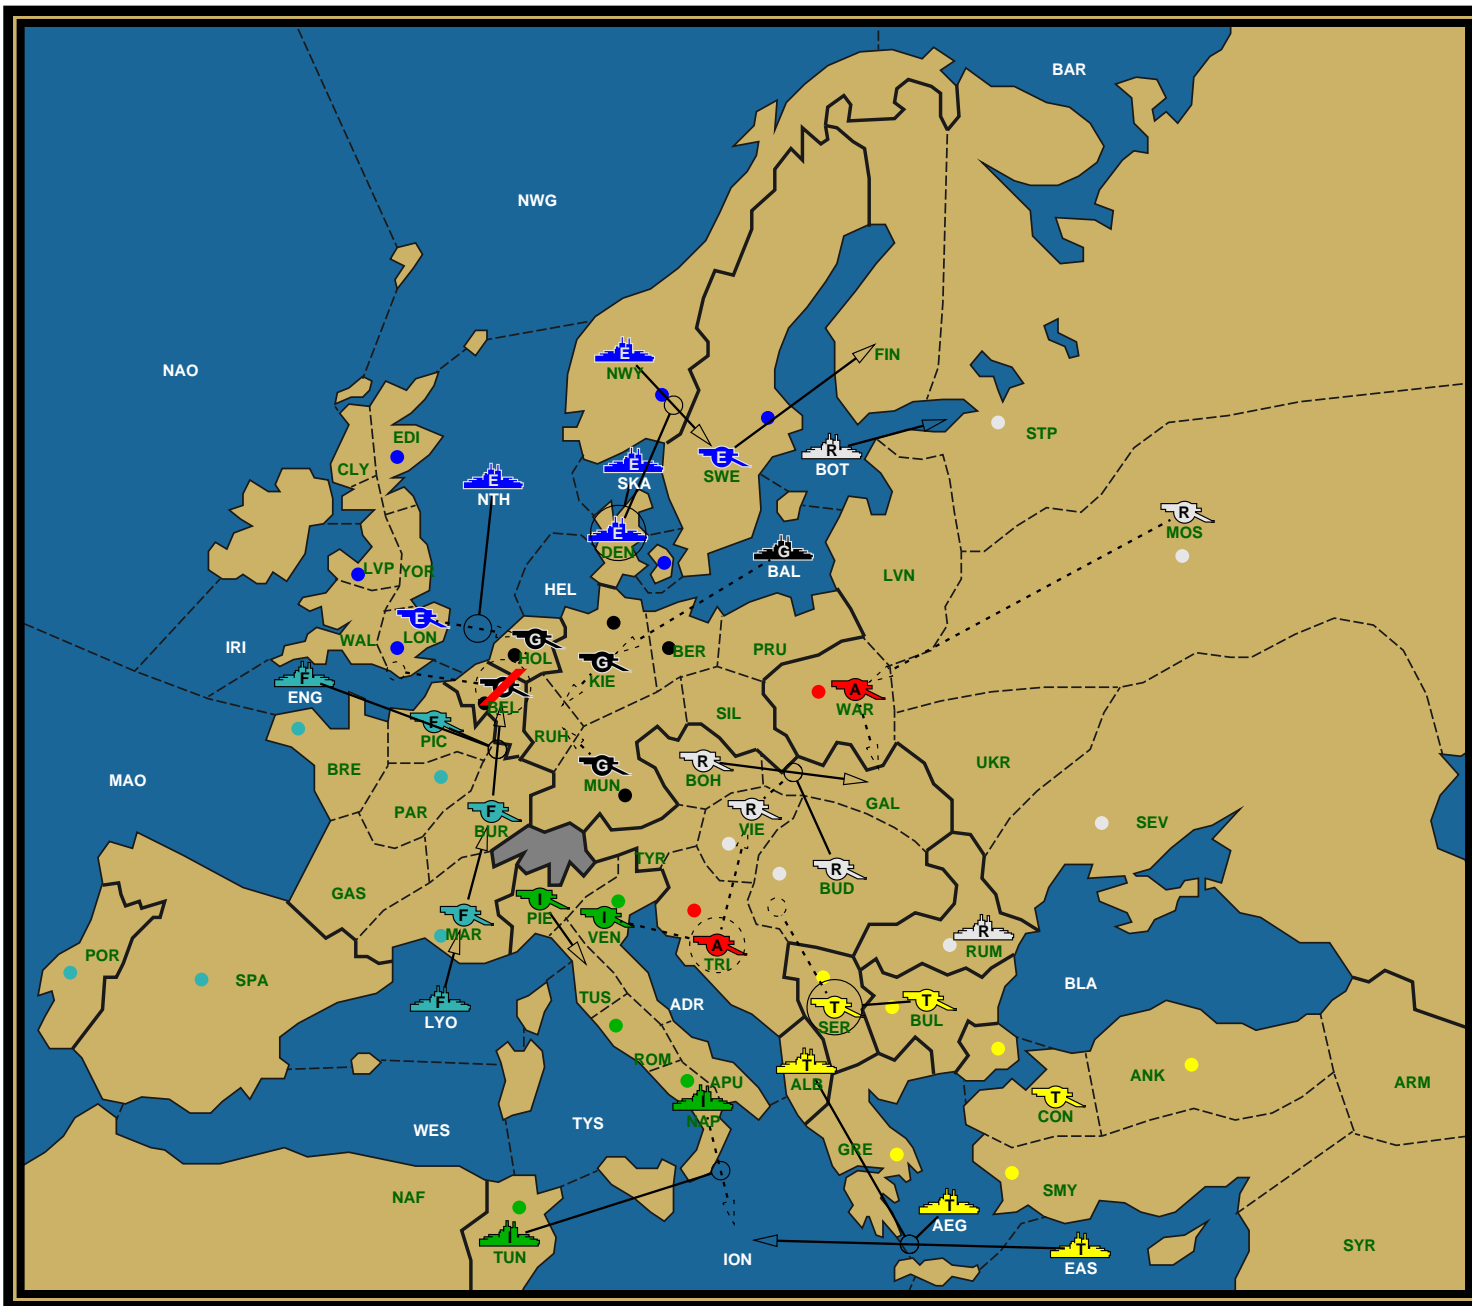 BAR
NWG
NAO
FIN
E
NWY
EDI
STP
R
BOT
E
SKA
E
SWE
CLY
E
NTH
R
MOS
E
DEN
G
BAL
LVP
YOR
LVN
HEL
E
LON
WAL
IRI
G
HOL
BER
PRU
G
KIE
F
ENG
BEL
A
WAR
SIL
F
PIC
RUH
UKR
BRE
R
BOH
MAO
G
MUN
GAL
PAR
F
BUR
R
VIE
SEV
TYR
R
BUD
GAS
I
PIE
F
MAR
I
VEN
R
RUM
A
TRI
POR
SPA
BLA
TUS
ADR
F
LYO
T
SER
T
BUL
ROM
T
ALB
APU
ANK
ARM
I
NAP
T
CON
TYS
WES
GRE
SMY
NAF
T
AEG
I
TUN
ION
T
EAS
SYR